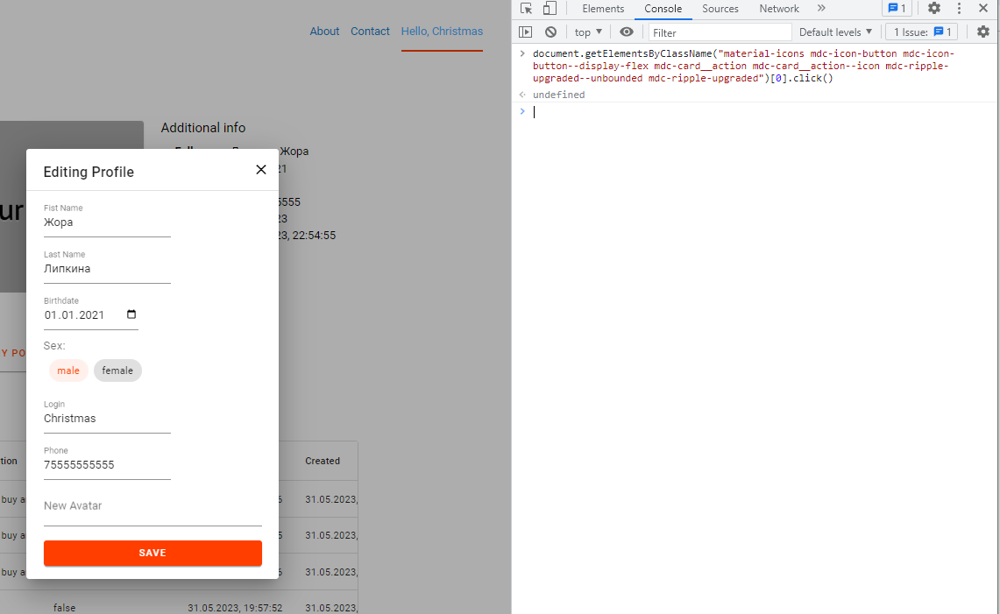 About Contact Hello, Christmas
Additional info
Жора
21
5555
23
23, 22:54:55
ur
Y PO
Editing Profile
Fist Name
Жора
Last Name
Липкина
Birthdate
01.01.2021
Sex:
male female
Login
Christmas
Phone
75555555555
New Avatar
SAVE
tion Created
buy a 6 31.05.2023,
buy a 5 31.05.2023,
buy a 6 31.05.2023,
false 31.05.2023, 19:57:52 31.05.2023,
Elements Console Sources Network » 1
top ▼ Filter Default levels ▼ 1 Issue: 1
> document.getElementsByClassName("material-icons mdc-icon-button mdc-icon-
button--display-flex mdc-card__action mdc-card__action--icon mdc-ripple-
upgraded--unbounded mdc-ripple-upgraded")[0].click()
undefined
>